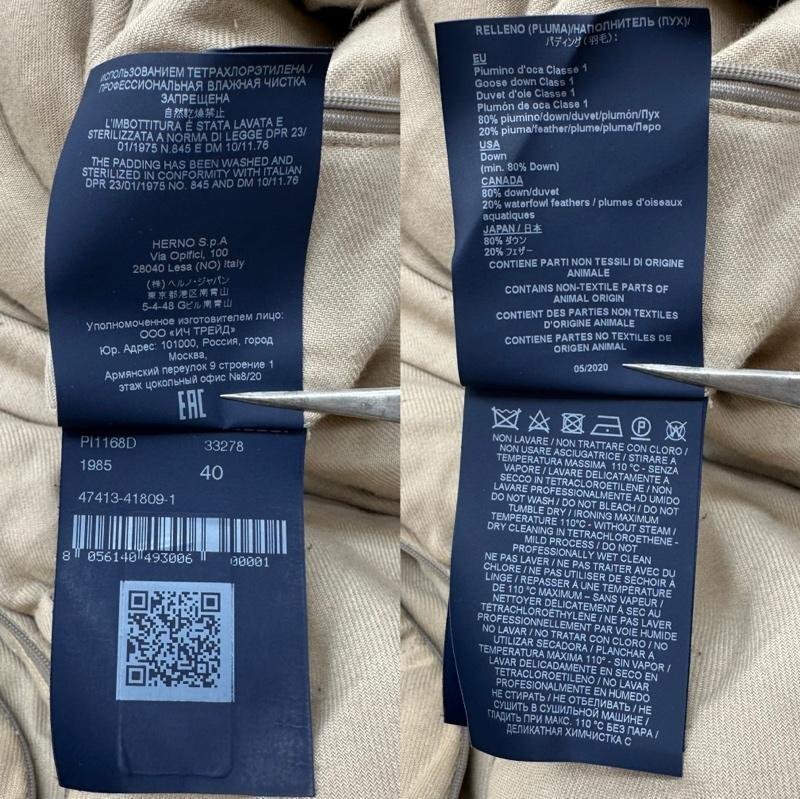 ИСПОЛЬЗОВАНИЕМ ТЕТРАХЛОРЭТИЛЕНА /
ПРОФЕССИОНАЛЬНАЯ ВЛАЖНАЯ ЧИСТКА
ЗАПРЕЩЕНА
自然乾燥禁止
L'IMBOTTITURA È STATA LAVATA E
STERILIZZATA A NORMA DI LEGGE DPR 23/
01/1975 N.845 E DM 10/11.76
THE PADDING HAS BEEN WASHED AND
STERILIZED IN CONFORMITY WITH ITALIAN
DPR 23/01/1975 NO. 845 AND DM 10/11.76
HERNO S.p.A
Via Opifici, 100
28040 Lesa (NO) Italy
(株) ヘルノ・ジャパン
東京都港区南青山
5-4-48 Gビル南青山
Уполномоченное изготовителем лицо:
ООО «ИЧ ТРЕЙД»
Юр. Адрес: 101000, Россия, город
Москва,
Армянский переулок 9 строение 1
этаж цокольный офис №8/20
EAC
PI1168D 33278
1985 40
47413-41809-1
8 056140 493006 00001
RELLENO (PLUMA)/НАПОЛНИТЕЛЬ (ПУХ)/
パディング (羽毛) :
EU
Piumino d'oca Classe 1
Goose down Class 1
Duvet d'oie Classe 1
Plumón de oca Clase 1
80% piumino/down/duvet/plumón/Пух
20% piuma/feather/plume/pluma/Перо
USA
Down
(min. 80% Down)
CANADA
80% down/duvet
20% waterfowl feathers / plumes d'oiseaux
aquatiques
JAPAN / 日本
80% ダウン
20% フェザー
CONTIENE PARTI NON TESSILI DI ORIGINE
ANIMALE
CONTAINS NON-TEXTILE PARTS OF
ANIMAL ORIGIN
CONTIENT DES PARTIES NON TEXTILES
D'ORIGINE ANIMALE
CONTIENE PARTES NO TEXTILES DE
ORIGEN ANIMAL
05/2020
P W
NON LAVARE / NON TRATTARE CON CLORO /
NON USARE ASCIUGATRICE / STIRARE A
TEMPERATURA MASSIMA 110 °C - SENZA
VAPORE / LAVARE DELICATAMENTE A
SECCO IN TETRACLOROETILENE / NON
LAVARE PROFESSIONALMENTE AD UMIDO
DO NOT WASH / DO NOT BLEACH / DO NOT
TUMBLE DRY / IRONING MAXIMUM
TEMPERATURE 110°C - WITHOUT STEAM /
DRY CLEANING IN TETRACHLOROETHENE -
MILD PROCESS / DO NOT
PROFESSIONALLY WET CLEAN
NE PAS LAVER / NE PAS TRAITER AVEC DU
CHLORE / NE PAS UTILISER DE SÉCHOIR À
LINGE / REPASSER À UNE TEMPÉRATURE
DE 110 °C MAXIMUM – SANS VAPEUR /
NETTOYER DÉLICATEMENT À SEC AU
TÉTRACHLOROÉTHYLÈNE / NE PAS LAVER
PROFESSIONNELLEMENT PAR VOIE HUMIDE
NO LAVAR / NO TRATAR CON CLORO / NO
UTILIZAR SECADORA / PLANCHAR A
TEMPERATURA MÁXIMA 110° - SIN VAPOR /
LAVAR DELICADAMENTE EN SECO EN
TETRACLOROETILENO / NO LAVAR
PROFESIONALMENTE EN HÚMEDO
НЕ СТИРАТЬ / НЕ ОТБЕЛИВАТЬ / НЕ
СУШИТЬ В СУШИЛЬНОЙ МАШИНЕ /
ГЛАДИТЬ ПРИ МАКС. 110 °C БЕЗ ПАРА /
ДЕЛИКАТНАЯ ХИМЧИСТКА С